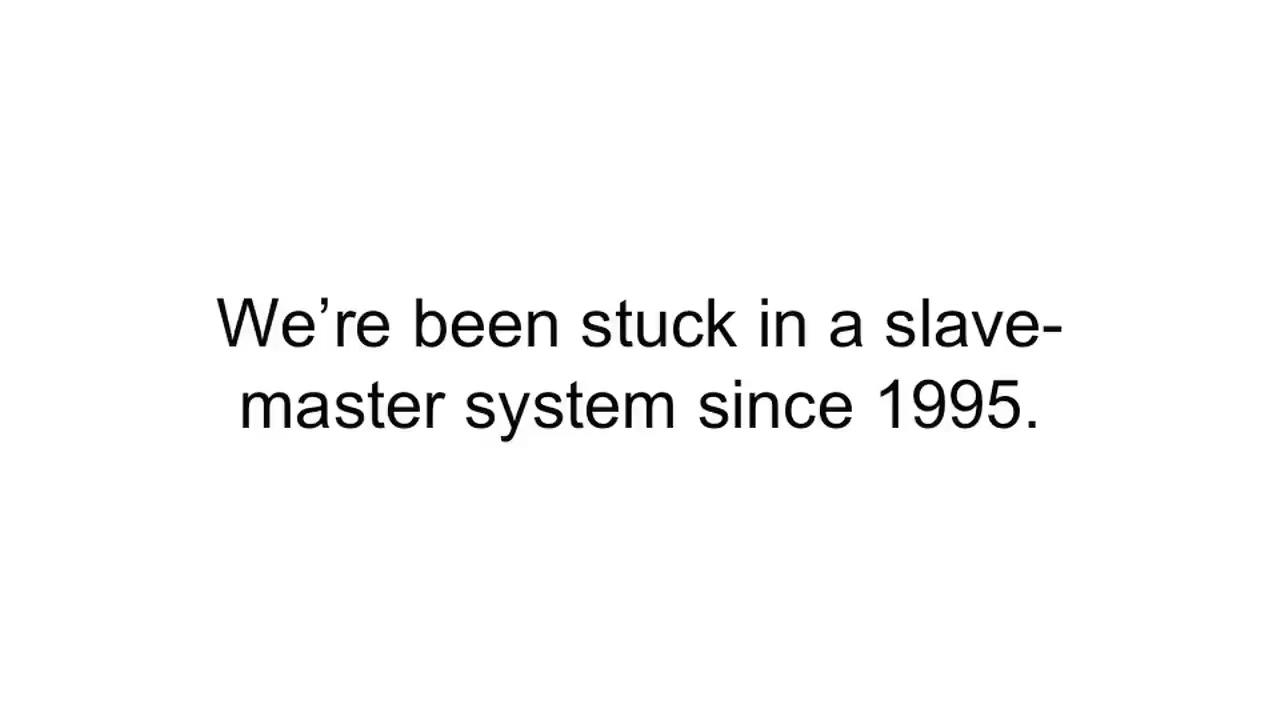 We’re been stuck in a slave-
master system since 1995.